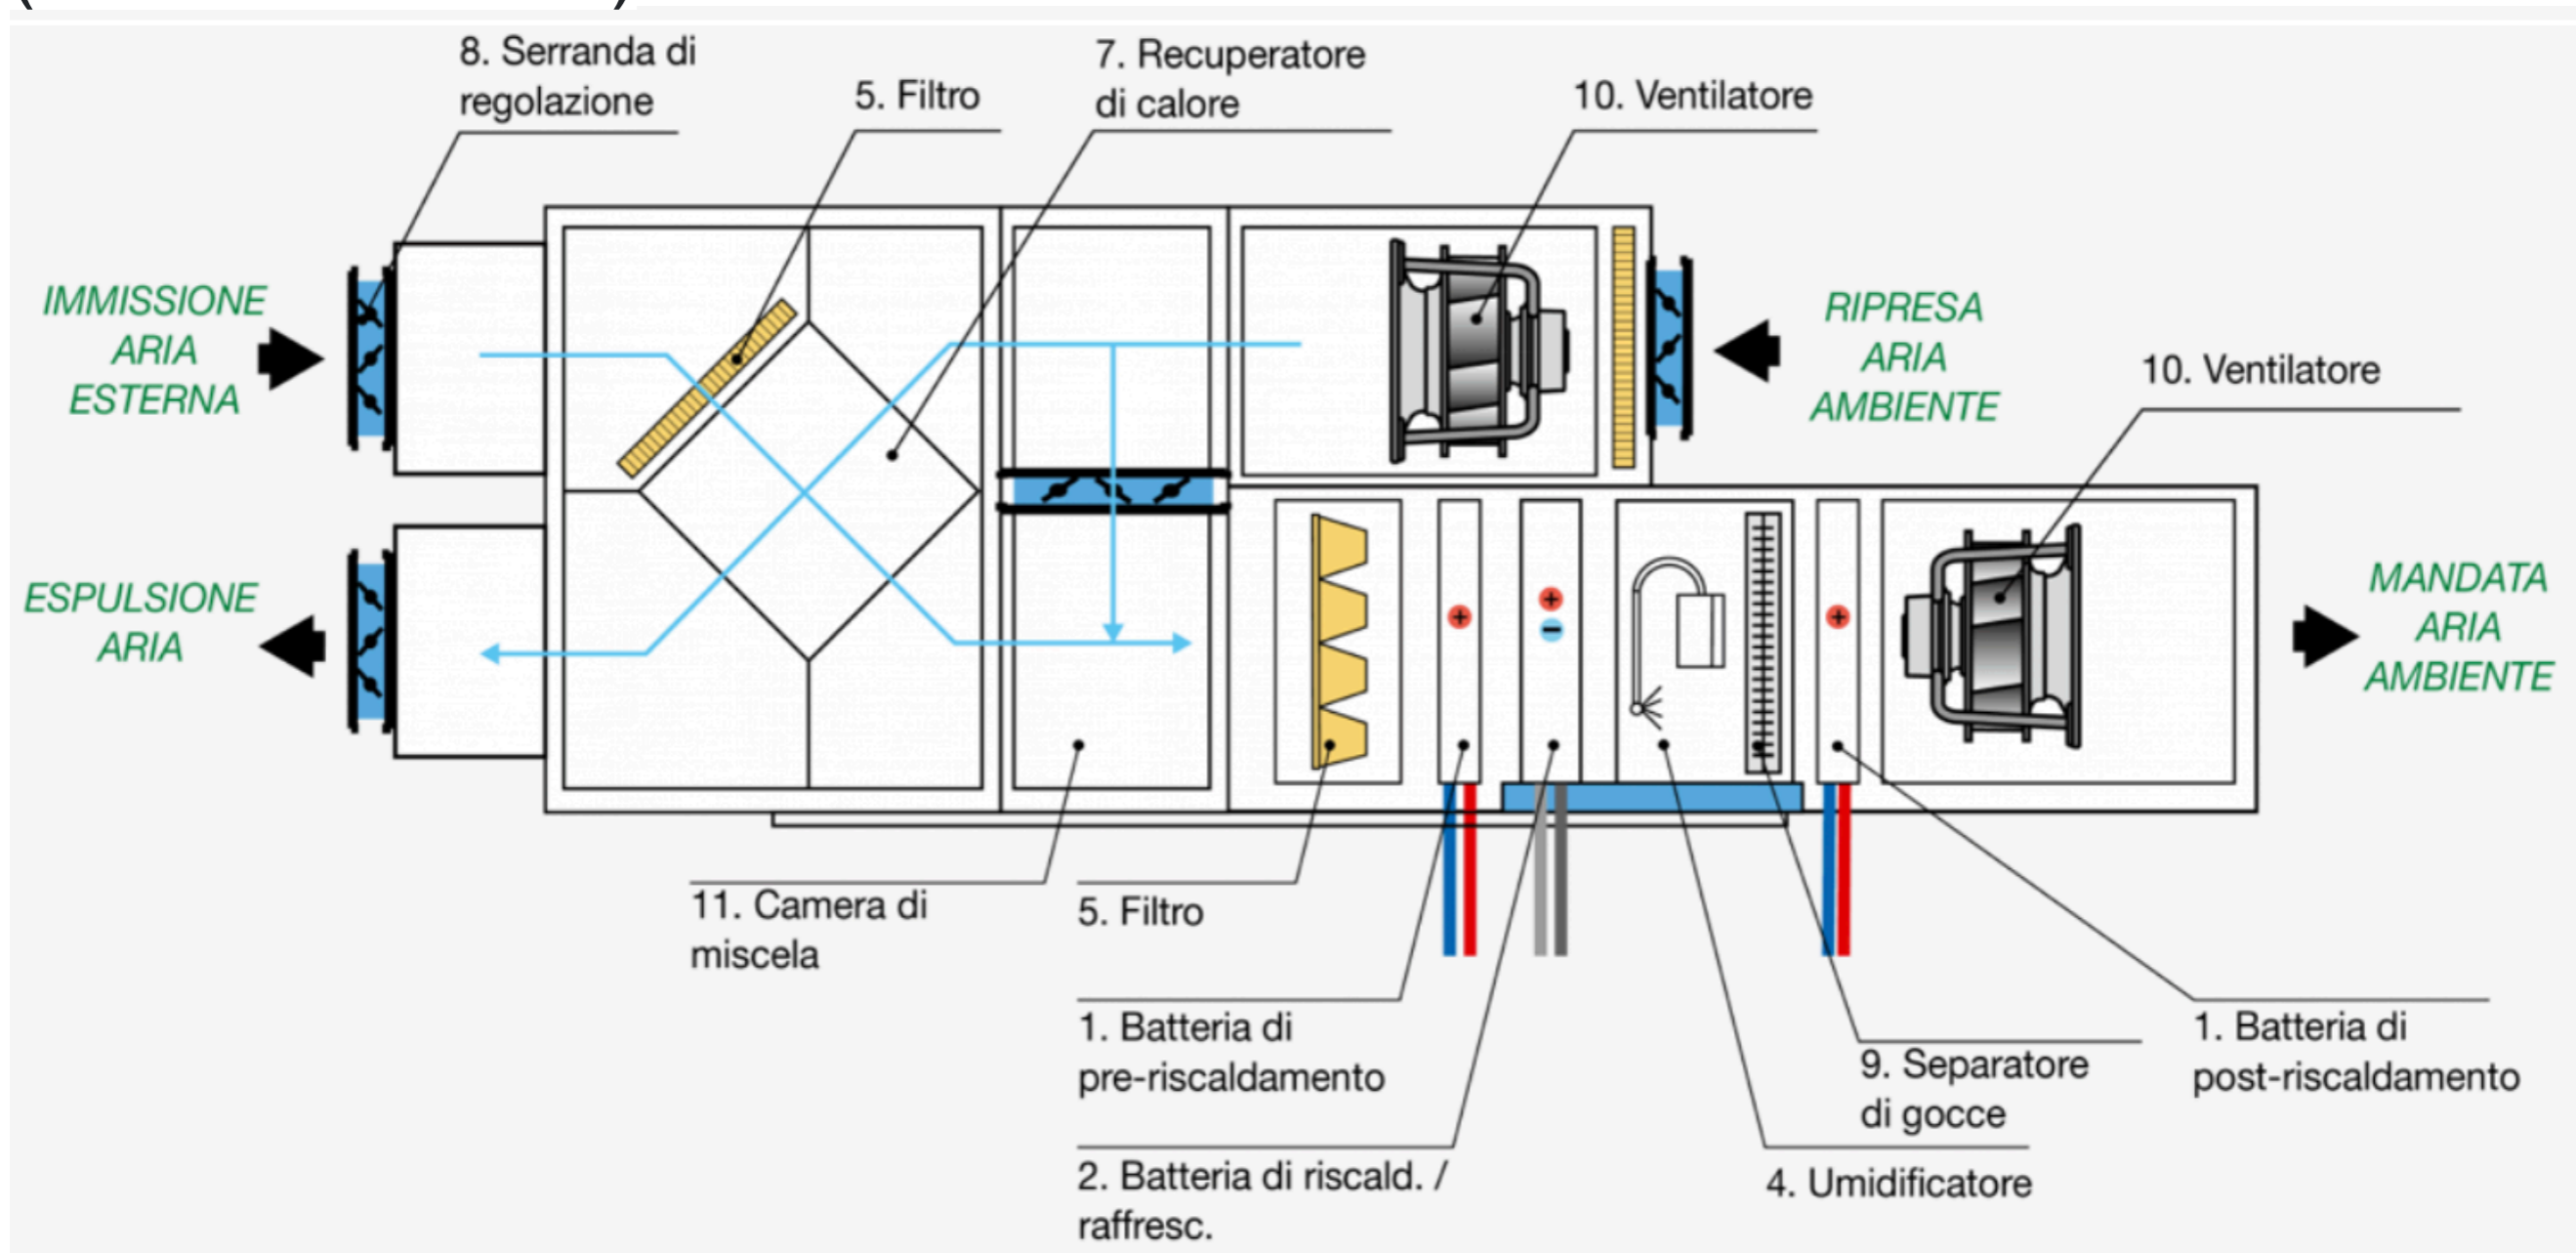 8. Serranda di
regolazione
5. Filtro
7. Recuperatore
di calore
10. Ventilatore
IMMISSIONE
ARIA
ESTERNA
RIPRESA
ARIA
AMBIENTE
10. Ventilatore
ESPULSIONE
ARIA
MANDATA
ARIA
AMBIENTE
11. Camera di
miscela
5. Filtro
1. Batteria di
pre-riscaldamento
2. Batteria di riscald. /
raffresc.
9. Separatore
di gocce
4. Umidificatore
1. Batteria di
post-riscaldamento